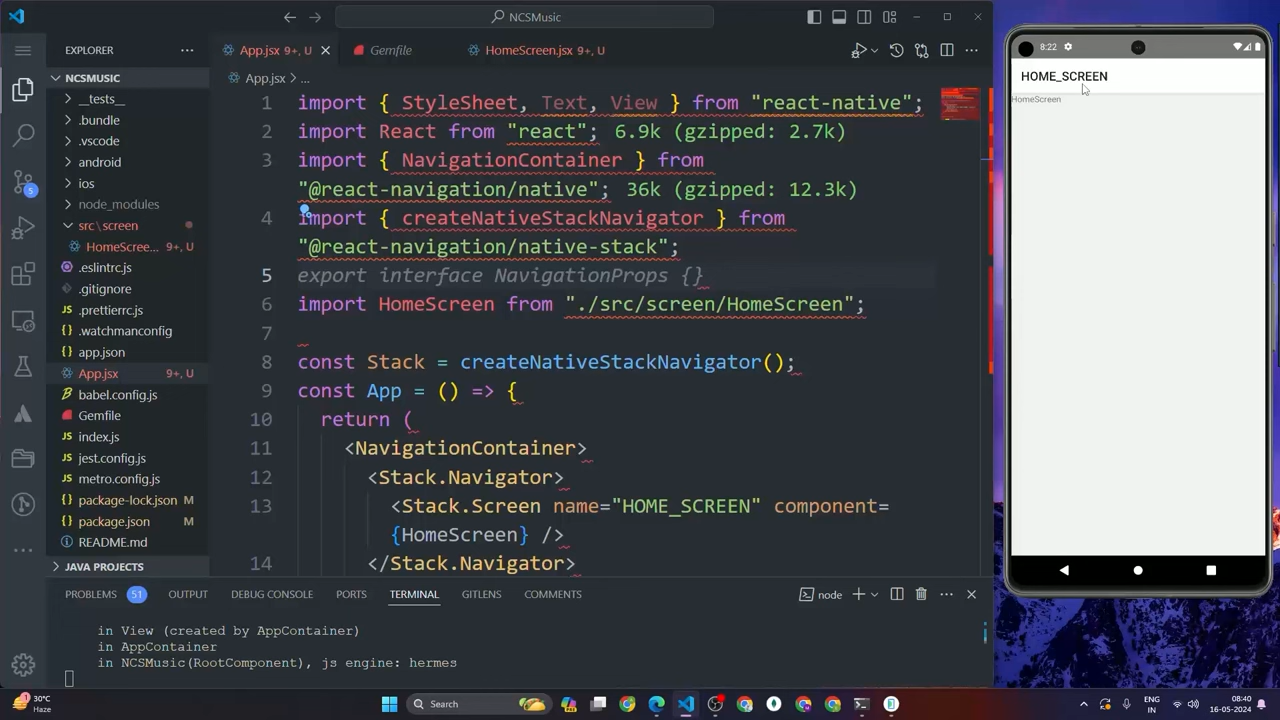 NCSMusic
EXPLORER
NCSMUSIC
__tests__
.bundle
.vscode
android
ios
node_modules
src\screen
HomeScree... 9+, U
.eslintrc.js
.gitignore
.prettierrc.js
.watchmanconfig
app.json
App.jsx 9+, U
babel.config.js
Gemfile
index.js
jest.config.js
metro.config.js
package-lock.json M
package.json M
README.md
JAVA PROJECTS
5
App.jsx 9+, U
Gemfile
HomeScreen.jsx 9+, U
App.jsx > ...
1 import { StyleSheet, Text, View } from "react-native";
2 import React from "react"; 6.9k (gzipped: 2.7k)
3 import { NavigationContainer } from
"@react-navigation/native"; 36k (gzipped: 12.3k)
4 import { createNativeStackNavigator } from
"@react-navigation/native-stack";
5 export interface NavigationProps {}
6 import HomeScreen from "./src/screen/HomeScreen";
7
8 const Stack = createNativeStackNavigator();
9 const App = () => {
10 return (
11 <NavigationContainer>
12 <Stack.Navigator>
13 <Stack.Screen name="HOME_SCREEN" component=
{HomeScreen} />
14 </Stack.Navigator>
PROBLEMS 51 OUTPUT DEBUG CONSOLE PORTS TERMINAL GITLENS COMMENTS
node
in View (created by AppContainer)
in AppContainer
in NCSMusic(RootComponent), js engine: hermes
8:22
HOME_SCREEN
HomeScreen
30°C
Haze
Search
ENG
IN
08:40
16-05-2024